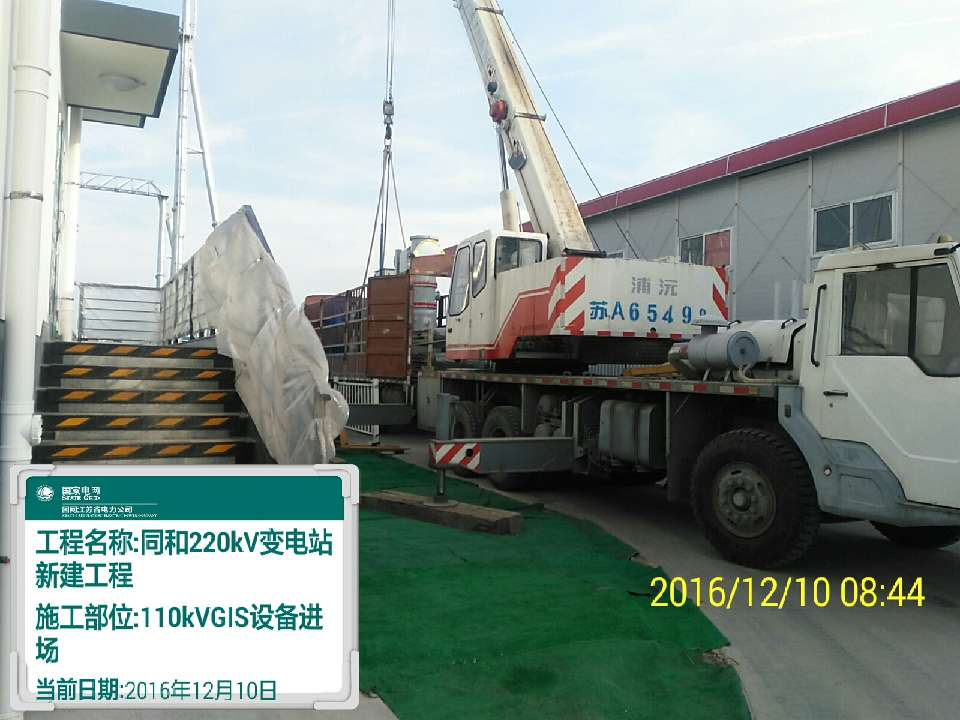 浦沅
苏A6549
国家电网
STATE GRID
国网江苏省电力公司
工程名称:同和220kV变电站
新建工程
施工部位:110kVGIS设备进
场
当前日期:2016年12月10日
2016/12/10 08:44